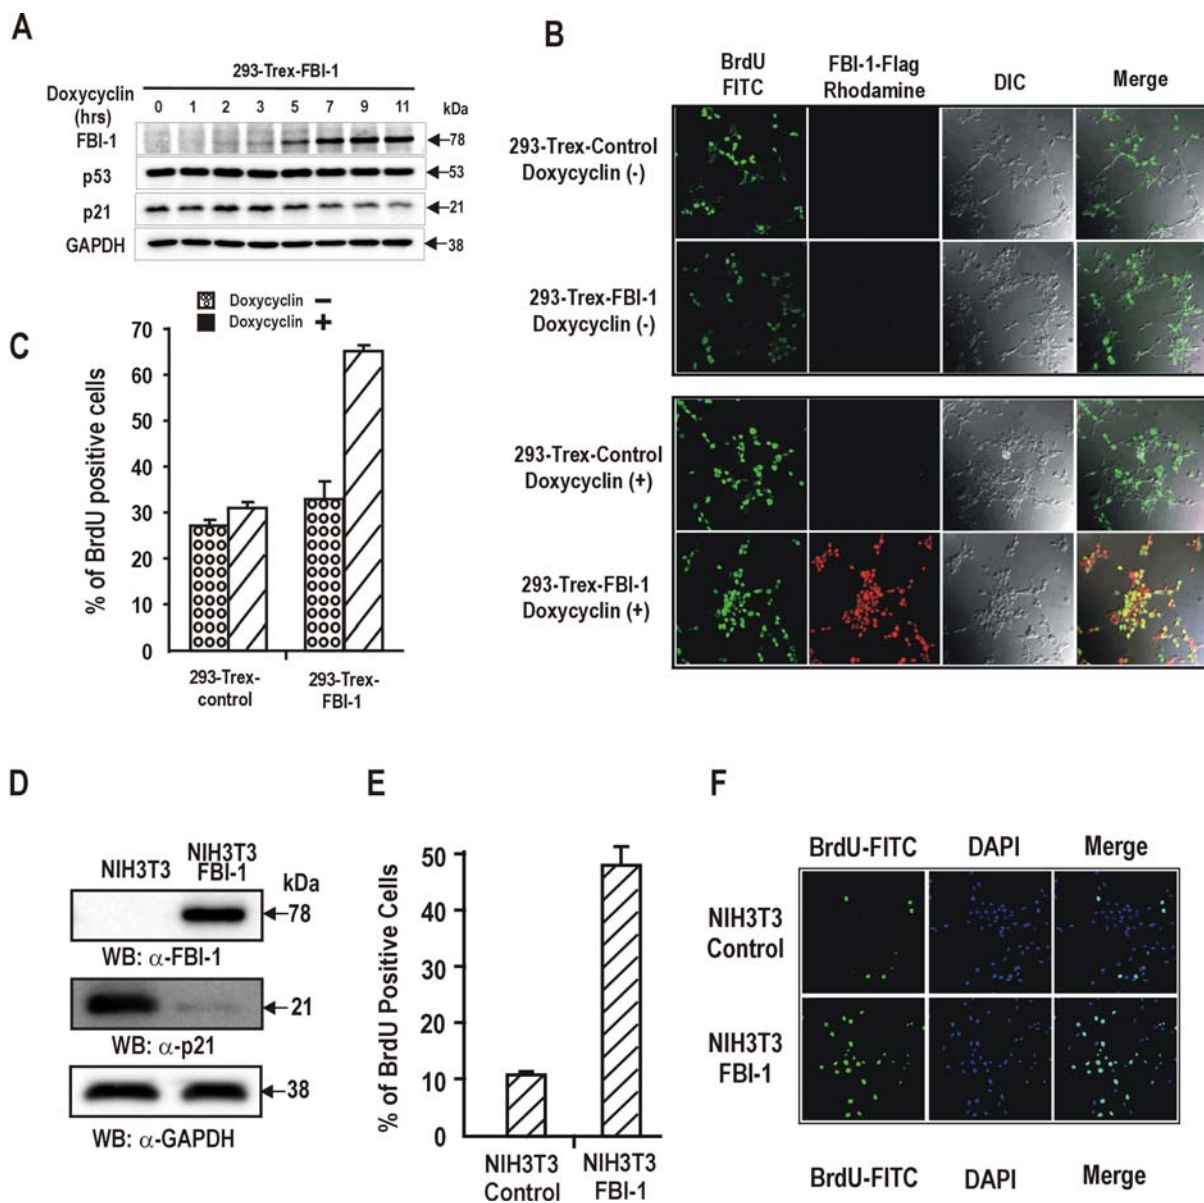 A
293-Trex-FBI-1
Doxycyclin
(hrs)
0 1 2 3 5 7 9 11 kDa
FBI-1 78
p53 53
p21 21
GAPDH 38
B
BrdU
FITC
FBI-1-Flag
Rhodamine
DIC
Merge
293-Trex-Control
Doxycyclin (-)
293-Trex-FBI-1
Doxycyclin (-)
293-Trex-Control
Doxycyclin (+)
293-Trex-FBI-1
Doxycyclin (+)
C
Doxycyclin −
Doxycyclin +
% of BrdU positive cells
70
60
50
40
30
20
10
0
293-Trex-
control
293-Trex-
FBI-1
D
NIH3T3
NIH3T3
FBI-1
kDa
78
WB: α-FBI-1
21
WB: α-p21
38
WB: α-GAPDH
E
% of BrdU Positive Cells
50
40
30
20
10
0
NIH3T3
Control
NIH3T3
FBI-1
F
BrdU-FITC DAPI Merge
NIH3T3
Control
NIH3T3
FBI-1
BrdU-FITC DAPI Merge